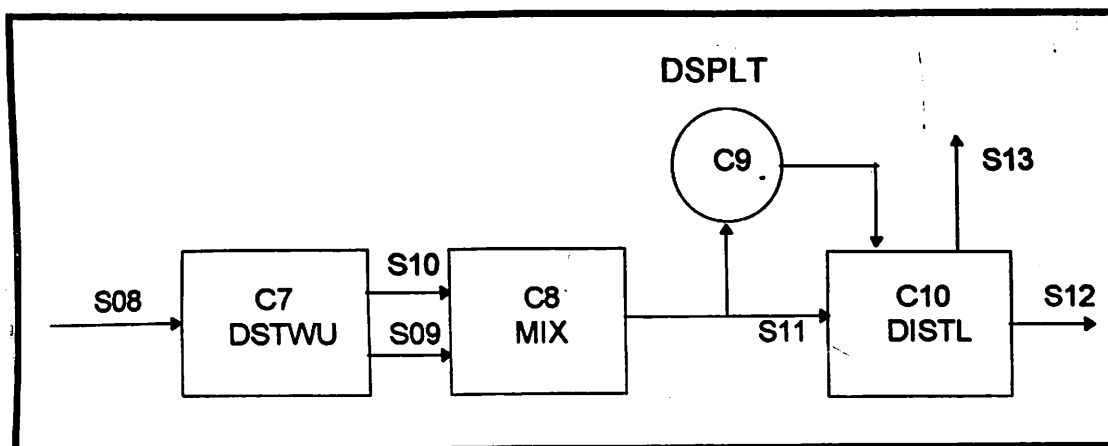 DSPLT
C9
S13
S08
C7
DSTWU
S10
S09
C8
MIX
S11
C10
DISTL
S12